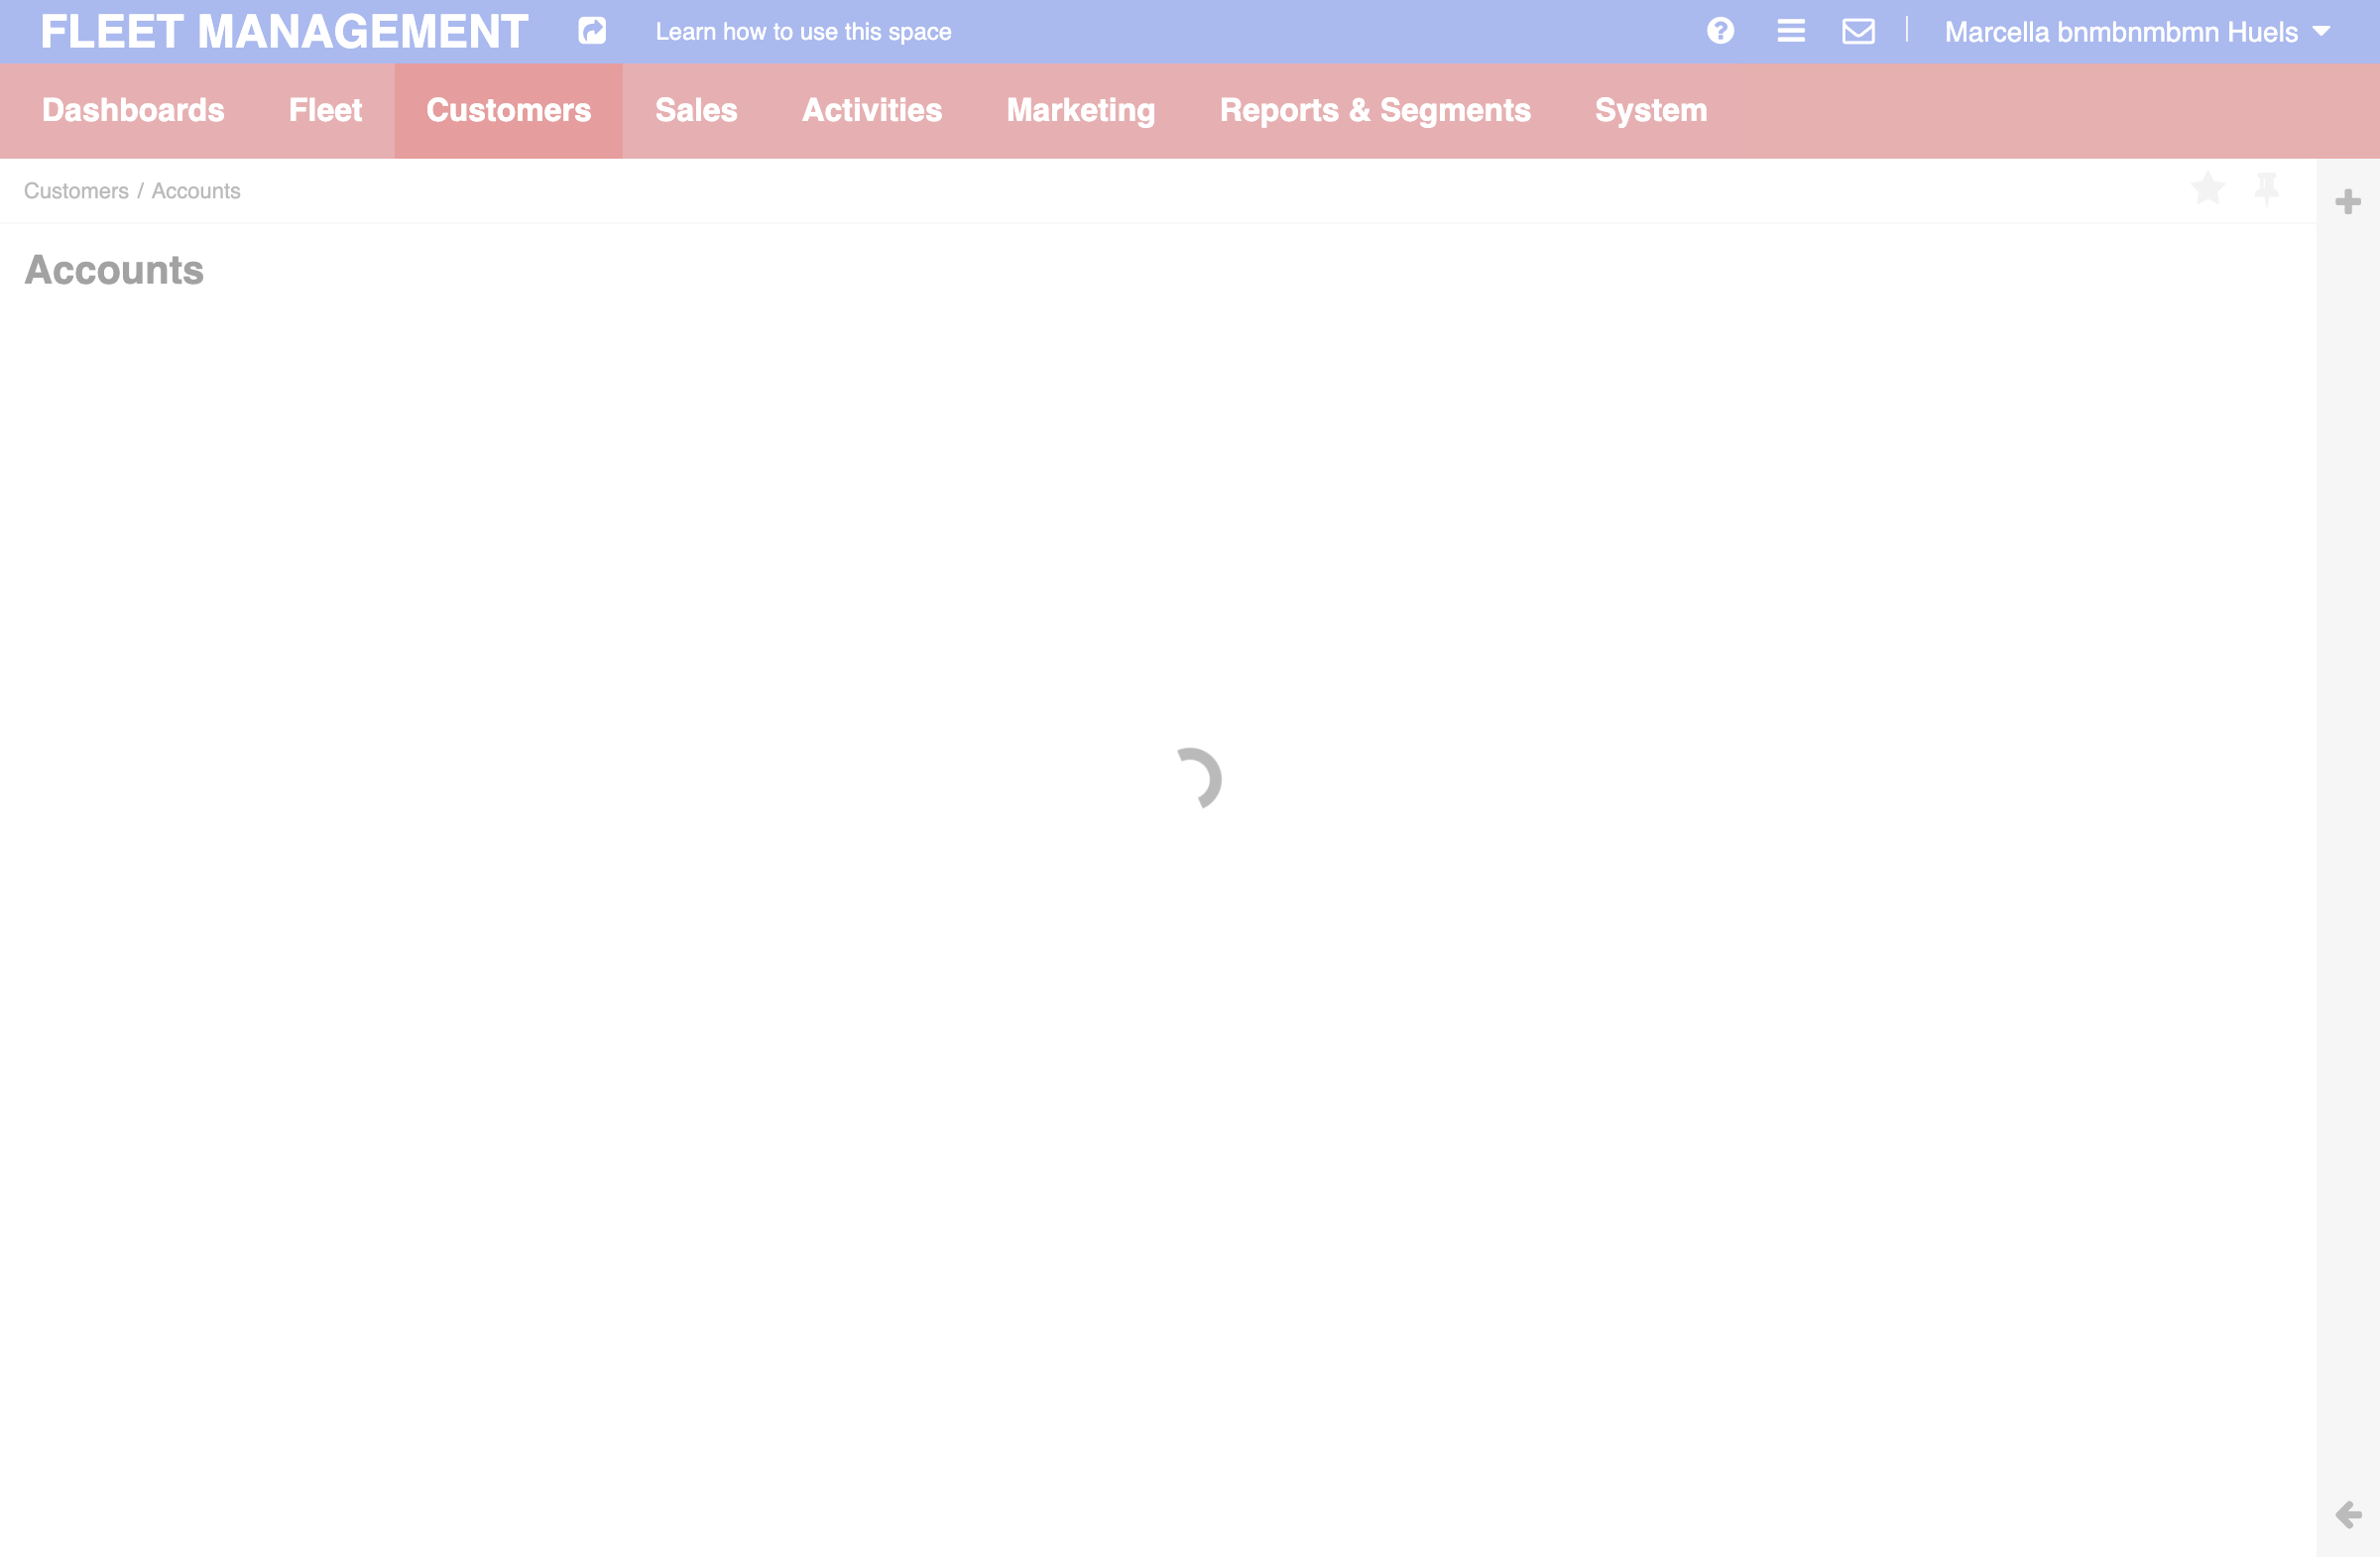 FLEET MANAGEMENT Learn how to use this space Marcella bnmbnmbmn Huels
Dashboards Fleet Customers Sales Activities Marketing Reports & Segments System
Customers / Accounts
Accounts